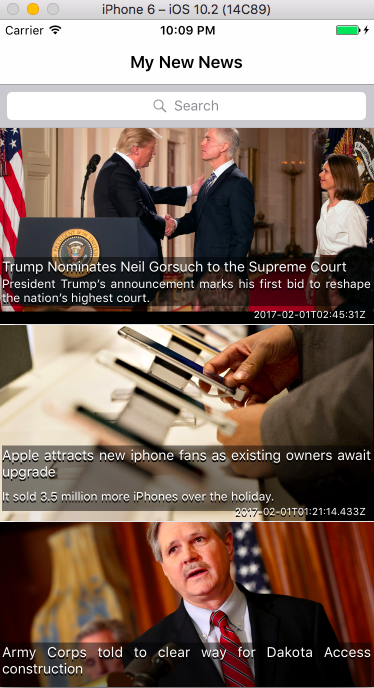 iPhone 6 – iOS 10.2 (14C89)
Carrier 10:09 PM
My New News
Search
Trump Nominates Neil Gorsuch to the Supreme Court
President Trump's announcement marks his first bid to reshape
the nation's highest court.
2017-02-01T02:45:31Z
Apple attracts new iphone fans as existing owners await
upgrade
It sold 3.5 million more iPhones over the holiday.
2017-02-01T01:21:14.433Z
Army Corps told to clear way for Dakota Access
construction